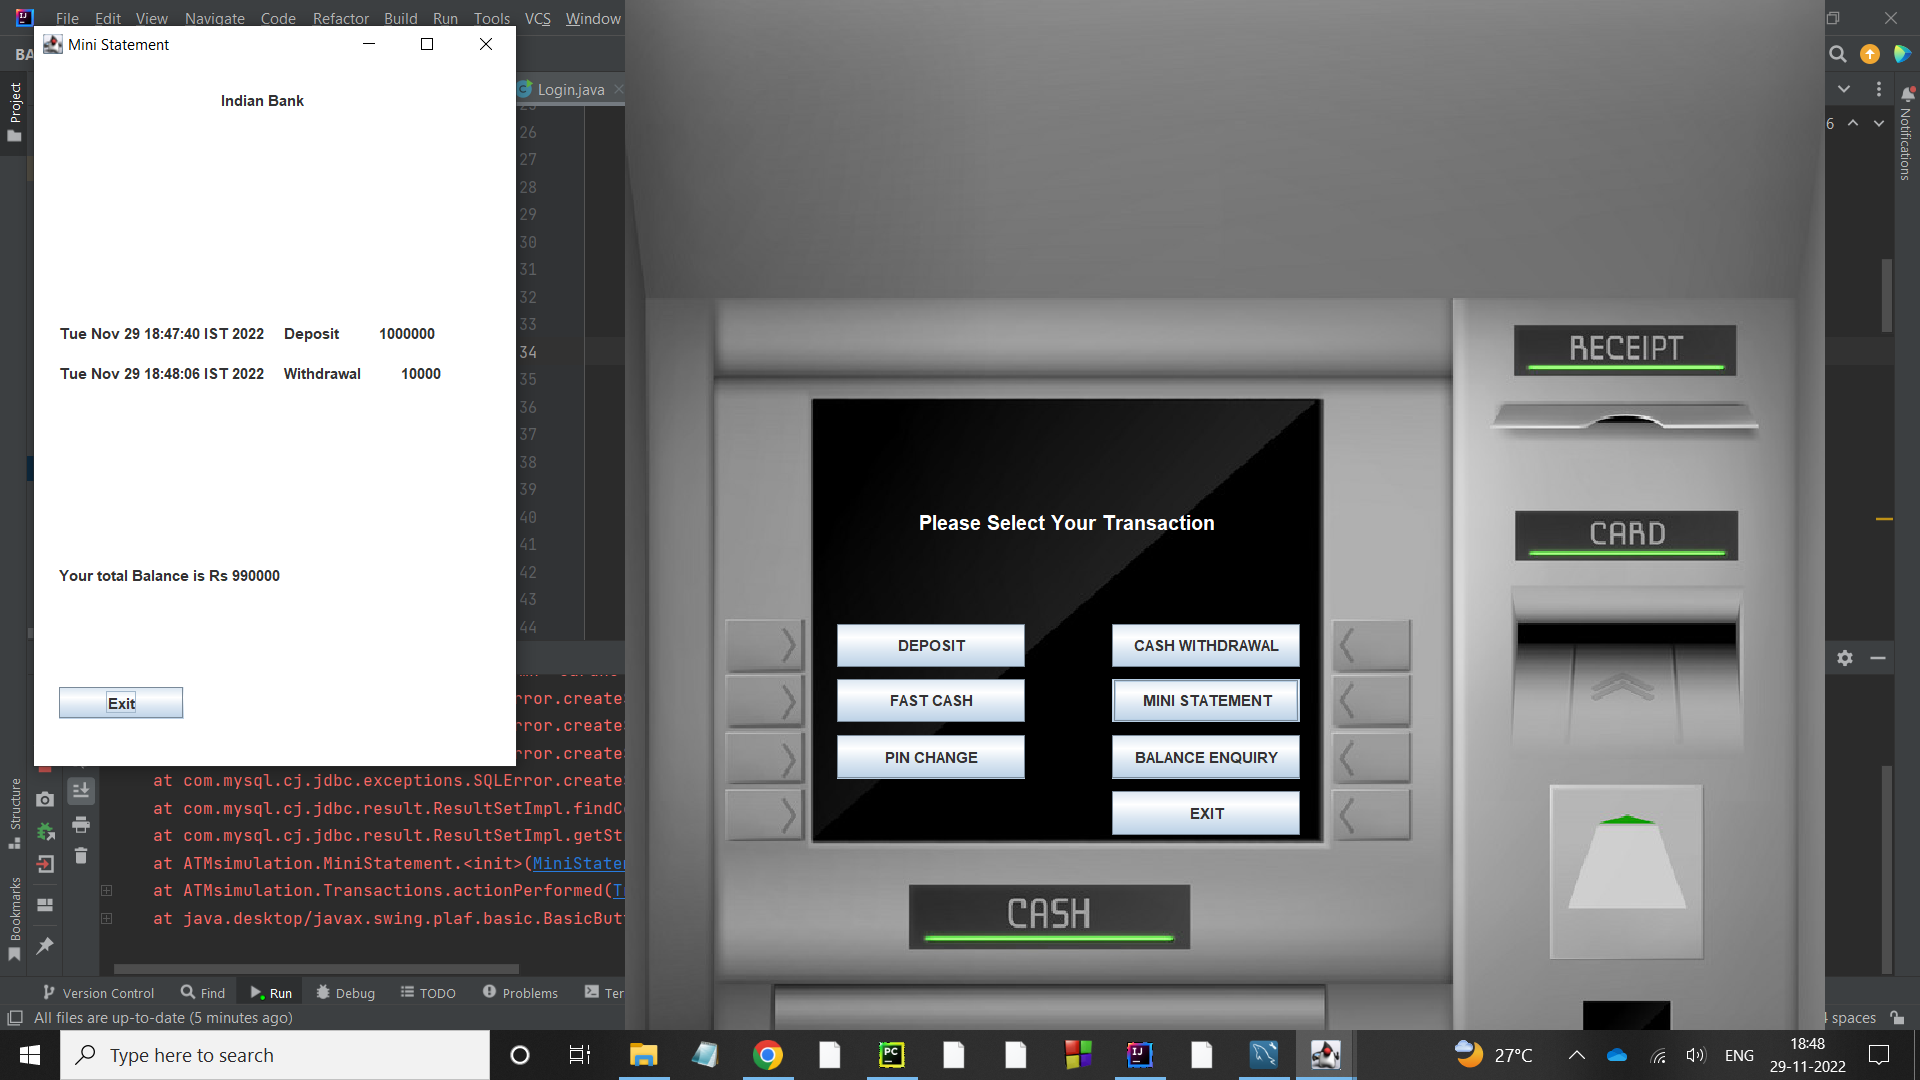 File Edit View Navigate Code Refactor Build Run Tools VCS Window
Mini Statement
Indian Bank
Tue Nov 29 18:47:40 IST 2022 Deposit 1000000
Tue Nov 29 18:48:06 IST 2022 Withdrawal 10000
Your total Balance is Rs 990000
Exit
Project
Structure
Bookmarks
Login.java
26
27
28
29
30
31
32
33
34
35
36
37
38
39
40
41
42
43
44
6
Notifications
RECEIPT
CARD
Please Select Your Transaction
DEPOSIT CASH WITHDRAWAL
FAST CASH MINI STATEMENT
PIN CHANGE BALANCE ENQUIRY
EXIT
CASH
ror.create
ror.create
ror.create
at com.mysql.cj.jdbc.exceptions.SQLError.create
at com.mysql.cj.jdbc.result.ResultSetImpl.findC
at com.mysql.cj.jdbc.result.ResultSetImpl.getSt
at ATMsimulation.MiniStatement.<init>(MiniState
at ATMsimulation.Transactions.actionPerformed(T
at java.desktop/javax.swing.plaf.basic.BasicBut
Version Control Find Run Debug TODO Problems Ter
All files are up-to-date (5 minutes ago)
spaces
Type here to search
27°C
ENG
18:48
29-11-2022